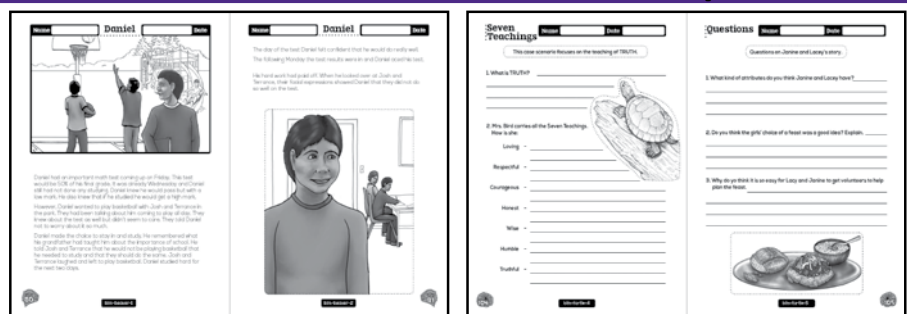 Name Daniel Date
Daniel had an important math test coming up on Friday. This test
would be 50% of his final grade. It was already Wednesday and Daniel
still had not done any studying. Daniel knew he would pass but with a
low mark. He also knew that if he studied he would get a high mark.
However, Daniel wanted to play basketball with Josh and Terrance in
the park. They had been talking about him coming to play all day. They
knew about the test as well but didn't seem to care. They told Daniel
not to worry about it so much.
Daniel made the choice to stay in and study. He remembered what
his grandfather had taught him about the importance of school. He
told Josh and Terrance that he would not be playing basketball that
he needed to study and that they should do the same. Josh and
Terrance laughed and left to play basketball. Daniel studied hard for
the next two days.
90
Name Daniel Date
The day of the test Daniel felt confident that he would do really well.
The following Monday the test results were in and Daniel aced his test.
His hard work had paid off. When he looked over at Josh and
Terrance, their facial expressions showed Daniel that they did not do
as well on the test.
91
Seven
Teachings
Name Date
This case scenario focuses on the teaching of TRUTH.
1. What is TRUTH?
2. Mrs. Bird carries all the Seven Teachings.
How is she:
Loving -
Respectful -
Courageous -
Honest -
Wise -
Humble -
Truthful -
104
Questions Name Date
Questions on Janine and Lacey's story.
1. What kind of attributes do you think Janine and Lacey have?
2. Do you think the girls' choice of a feast was a good idea? Explain.
3. Why do yo think it is so easy for Lacy and Janine to get volunteers to help
plan the feast.
105